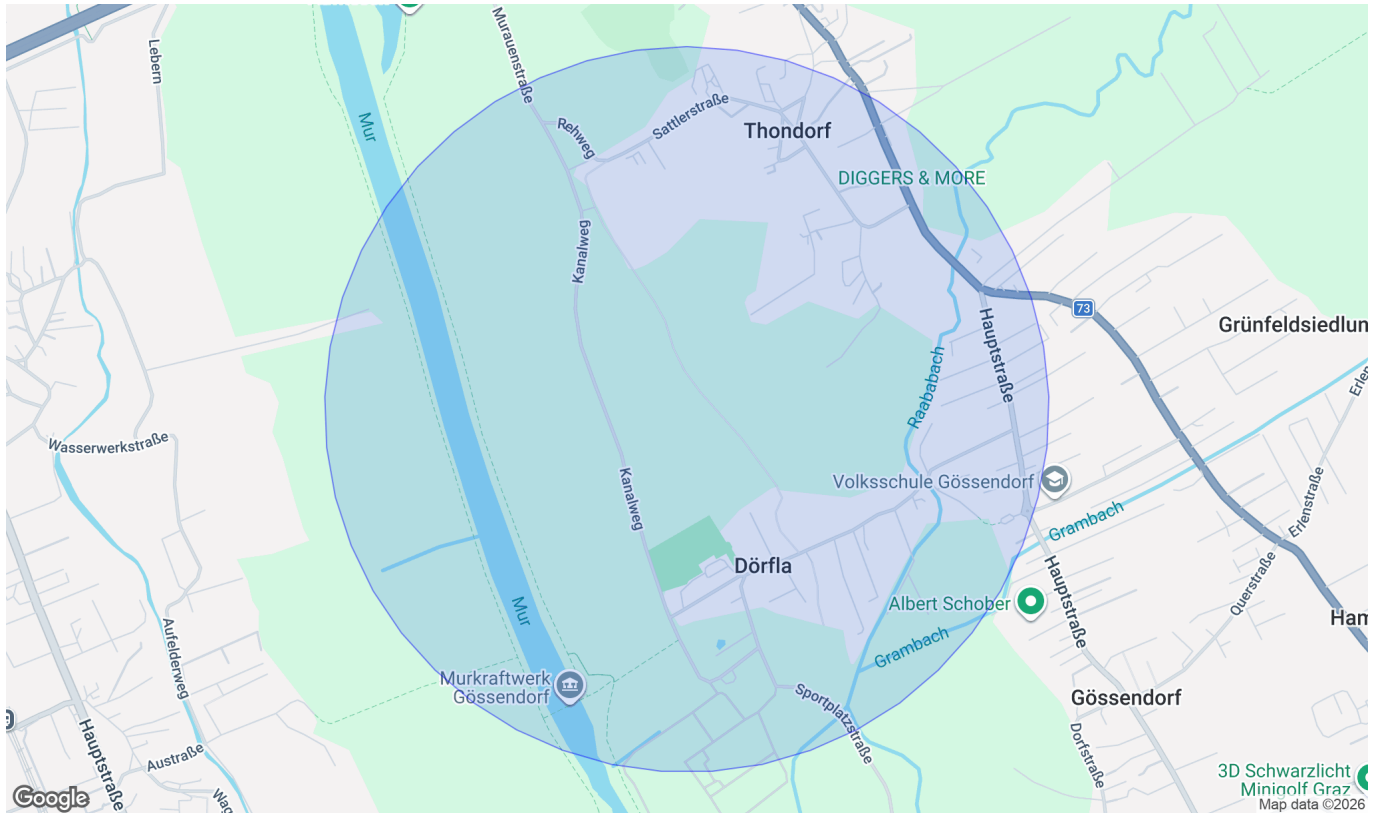 Lebern
Murauenstraße
Mur
Rehweg
Sattlerstraße
Thondorf
DIGGERS & MORE
Kanalweg
73
Grünfeldsiedlun
Hauptstraße
Raababach
Erlen
Wasserwerkstraße
Kanalweg
Volksschule Gössendorf
Grambach
Erlenstraße
Dörfla
Hauptstraße
Querstraße
Albert Schober
Mur
Ham
Grambach
Aufelderweg
Murkraftwerk
Gössendorf
Sportplatzstraße
Gössendorf
Hauptstraße
Austraße
Dorfstraße
3D Schwarzlicht
Minigolf Graz
Wag
Google
Map data ©2026